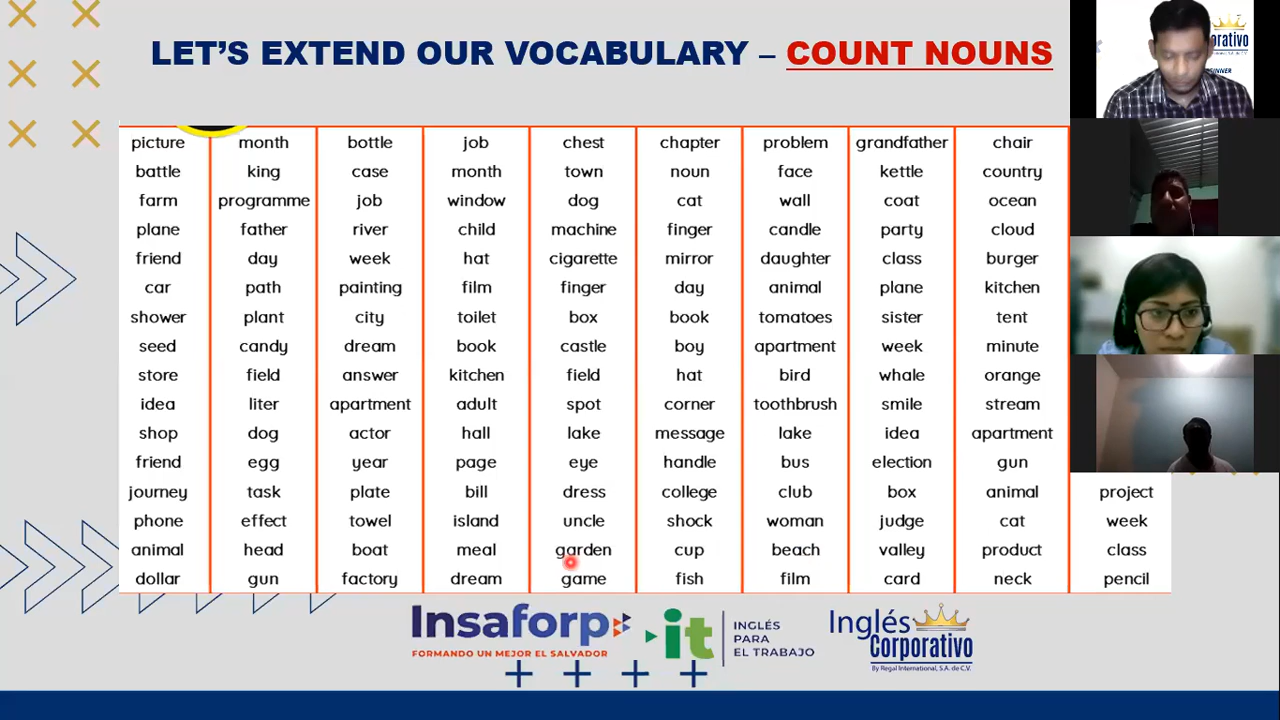 LET'S EXTEND OUR VOCABULARY – COUNT NOUNS
picture month bottle job chest chapter problem grandfather chair
battle king case month town noun face kettle country
farm programme job window dog cat wall coat ocean
plane father river child machine finger candle party cloud
friend day week hat cigarette mirror daughter class burger
car path painting film finger day animal plane kitchen
shower plant city toilet box book tomatoes sister tent
seed candy dream book castle boy apartment week minute
store field answer kitchen field hat bird whale orange
idea liter apartment adult spot corner toothbrush smile stream
shop dog actor hall lake message lake idea apartment
friend egg year page eye handle bus election gun
journey task plate bill dress college club box animal project
phone effect towel island uncle shock woman judge cat week
animal head boat meal garden cup beach valley product class
dollar gun factory dream game fish film card neck pencil
Insaforp
FORMANDO UN MEJOR EL SALVADOR
it
INGLÉS
PARA
EL TRABAJO
Inglés
Corporativo
By Regal International, S.A. de C.V.